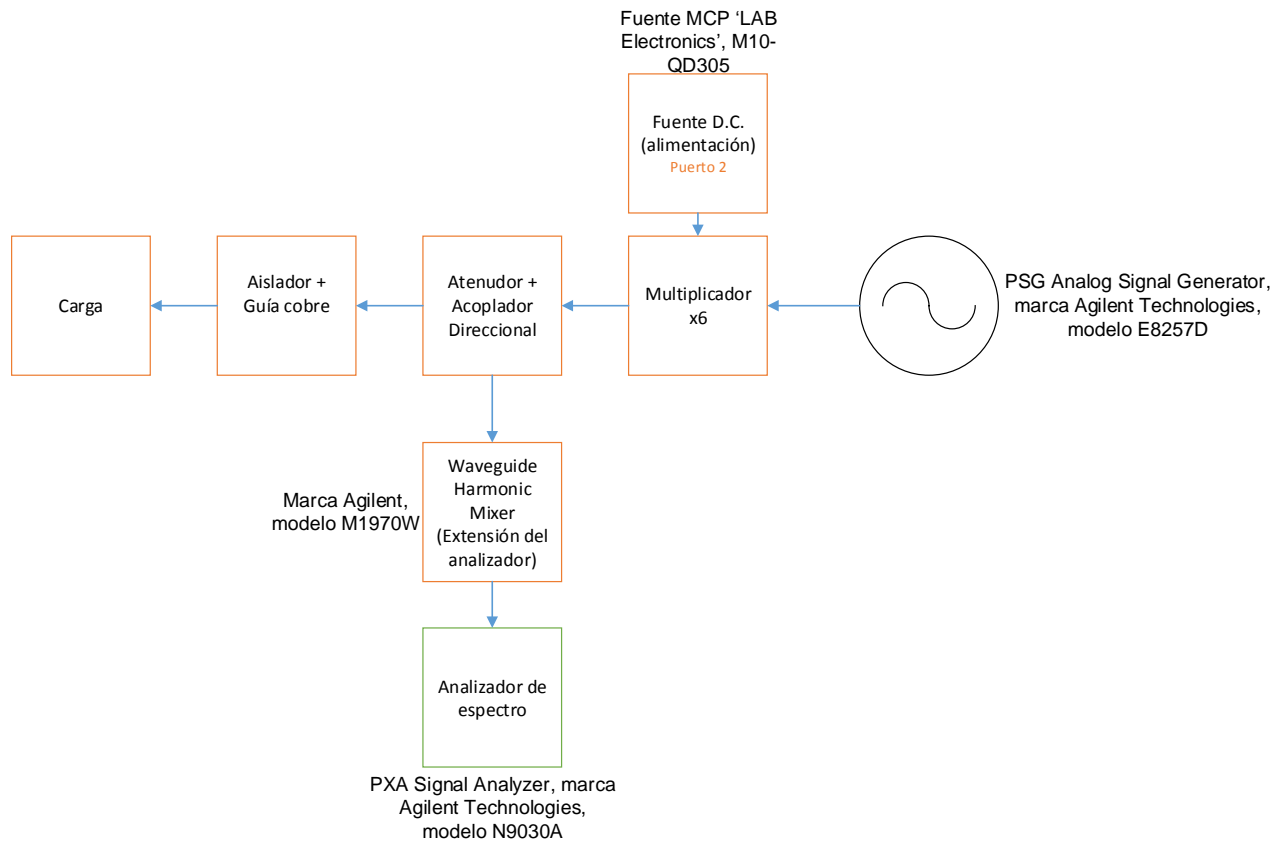 Fuente MCP ‘LAB
Electronics’, M10-
QD305
Fuente D.C.
(alimentación)
Puerto 2
Carga
Aislador +
Guía cobre
Atenudor +
Acoplador
Direccional
Multiplicador
x6
PSG Analog Signal Generator,
marca Agilent Technologies,
modelo E8257D
Marca Agilent,
modelo M1970W
Waveguide
Harmonic
Mixer
(Extensión del
analizador)
Analizador de
espectro
PXA Signal Analyzer, marca
Agilent Technologies,
modelo N9030A